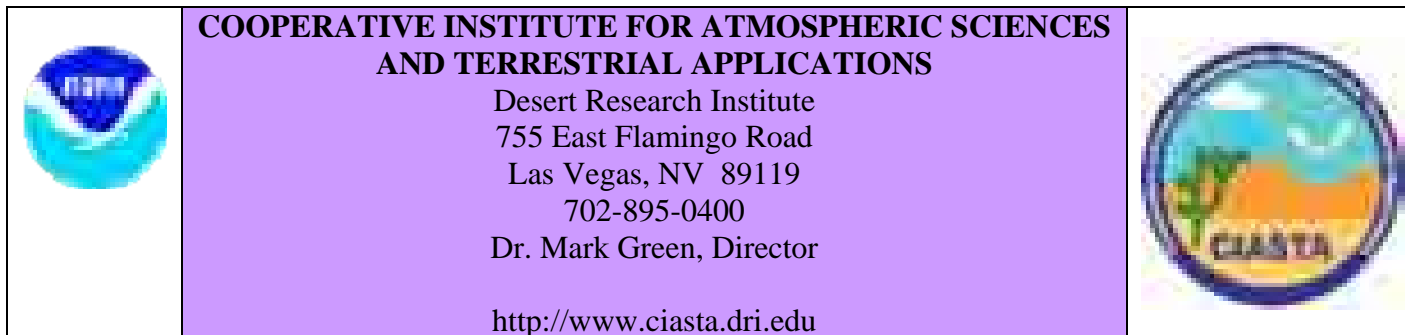 COOPERATIVE INSTITUTE FOR ATMOSPHERIC SCIENCES
AND TERRESTRIAL APPLICATIONS
Desert Research Institute
755 East Flamingo Road
Las Vegas, NV 89119
702-895-0400
Dr. Mark Green, Director
http://www.ciasta.dri.edu
CIASTA